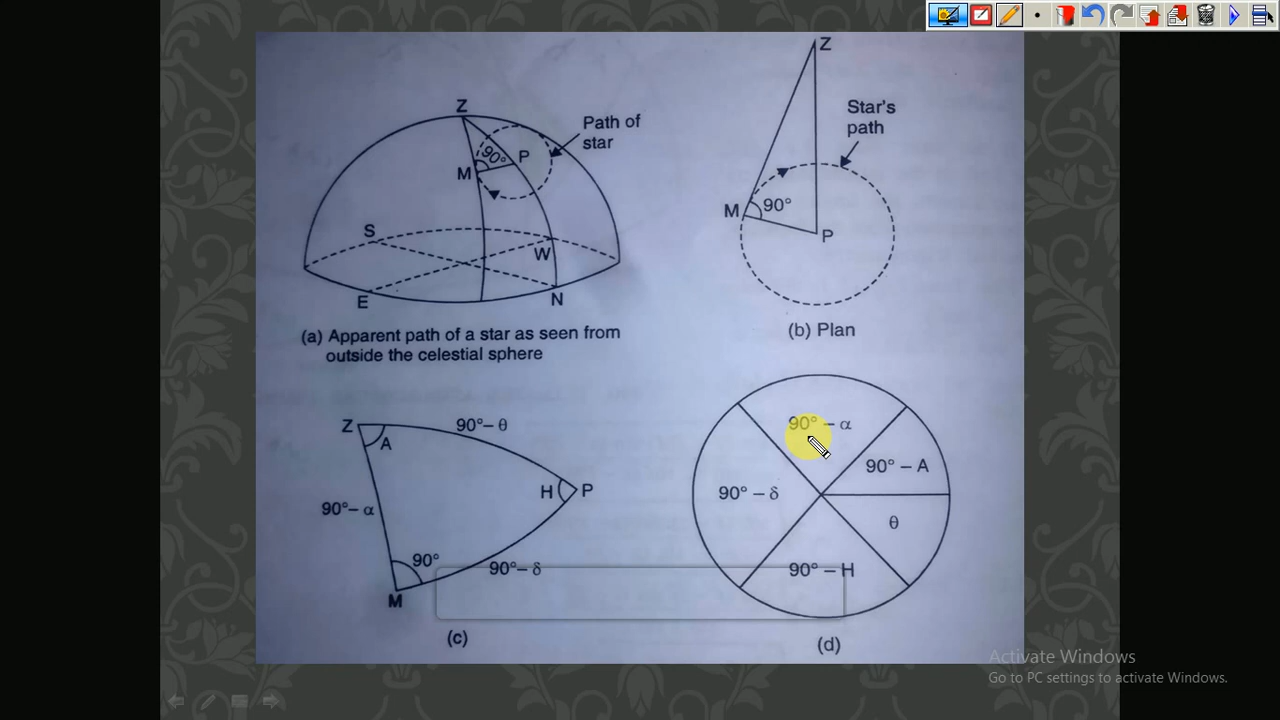 Z
Path of
star
90°
P
M
S
W
E
N
(a) Apparent path of a star as seen from
outside the celestial sphere
Z
Star's
path
M
90°
P
(b) Plan
Z
A
90°– θ
H
P
90°– α
90°
90°– δ
M
(c)
90° – α
90° – A
90° – δ
θ
90° – H
(d)
Activate Windows
Go to PC settings to activate Windows.